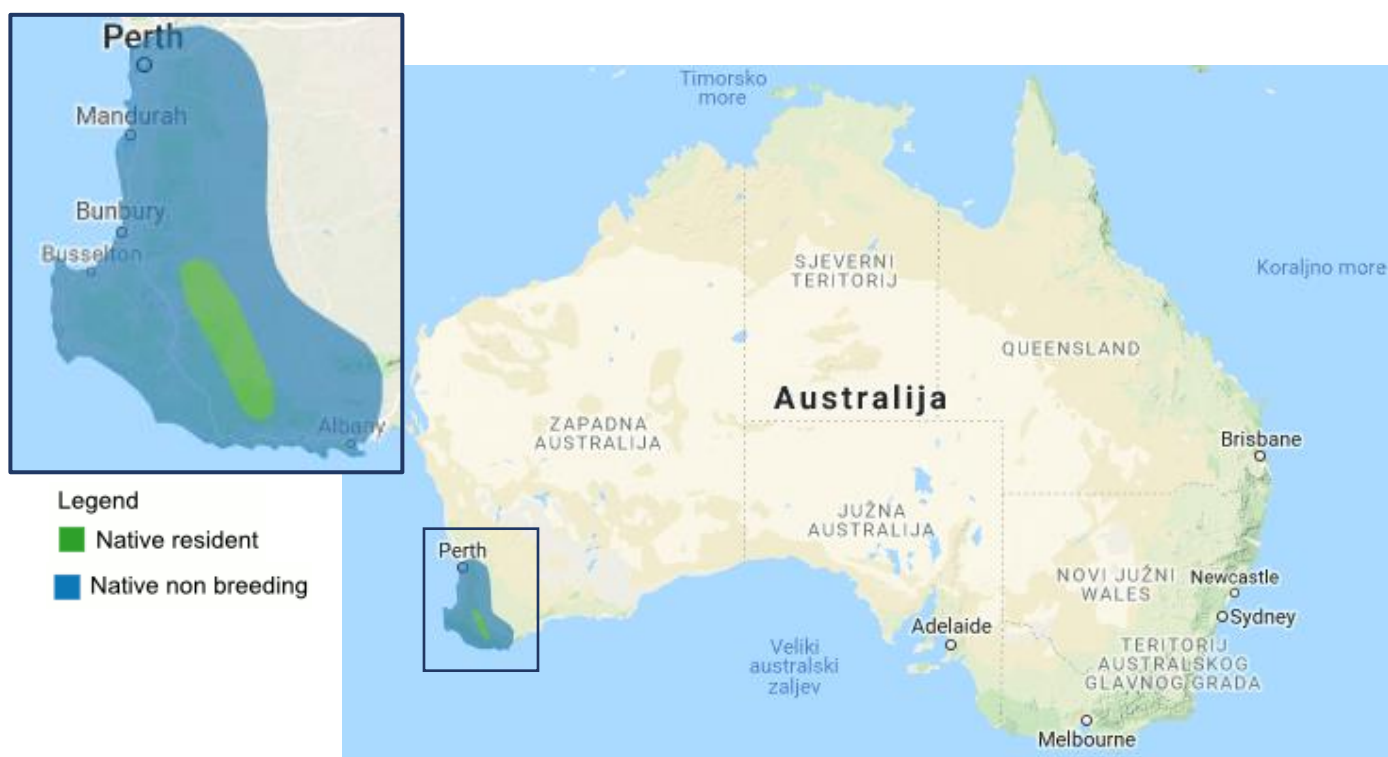 Perth
Mandurah
Bunbury
Busselton
Albany
Legend
Native resident
Native non breeding
Timorsko
more
SJEVERNI
TERITORIJ
Koraljno more
QUEENSLAND
Australija
ZAPADNA
AUSTRALIJA
Brisbane
JUŽNA
AUSTRALIJA
Perth
NOVI JUŽNI
WALES
Newcastle
Sydney
Adelaide
Veliki
australski
zaljev
TERITORIJ
AUSTRALSKOG
GLAVNOG GRADA
Melbourne